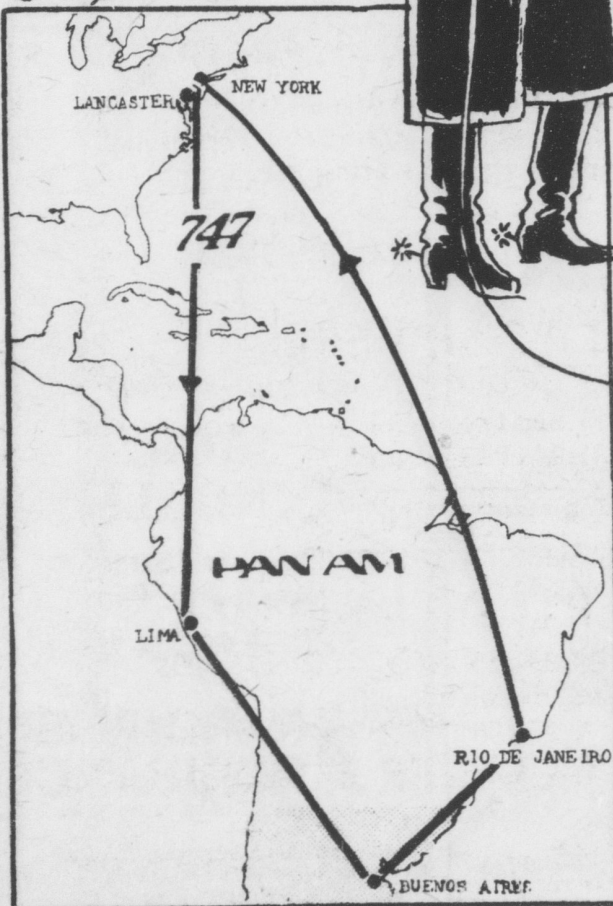 NEW YORK
LANCASTER
747
PAN AM
LIMA
RIO DE JANEIRO
BUENOS AIRES